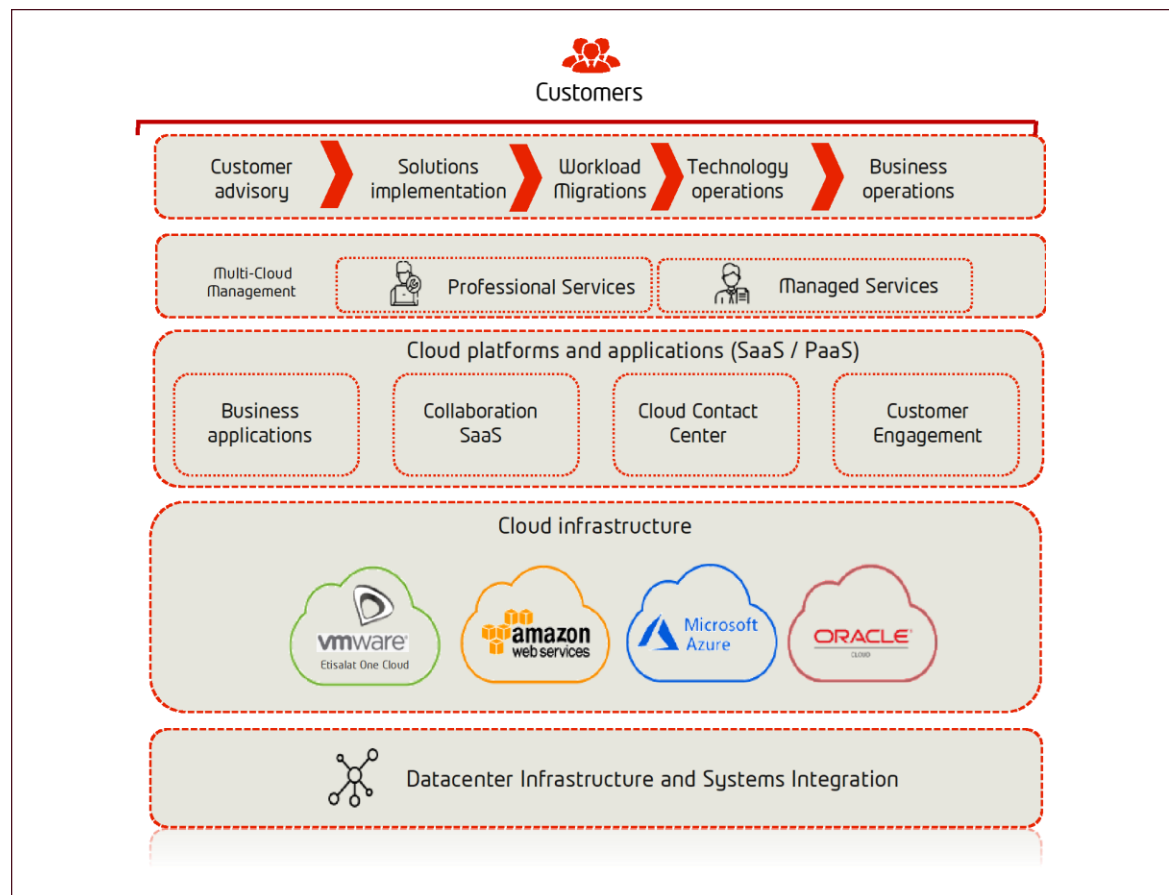 Customers
Customer
advisory
Solutions
implementation
Workload
Migrations
Technology
operations
Business
operations
Multi-Cloud
Management
Professional Services
Managed Services
Cloud platforms and applications (SaaS / PaaS)
Business
applications
Collaboration
SaaS
Cloud Contact
Center
Customer
Engagement
Cloud infrastructure
vmware®
Etisalat One Cloud
amazon
web services
Microsoft
Azure
ORACLE®
CLOUD
Datacenter Infrastructure and Systems Integration